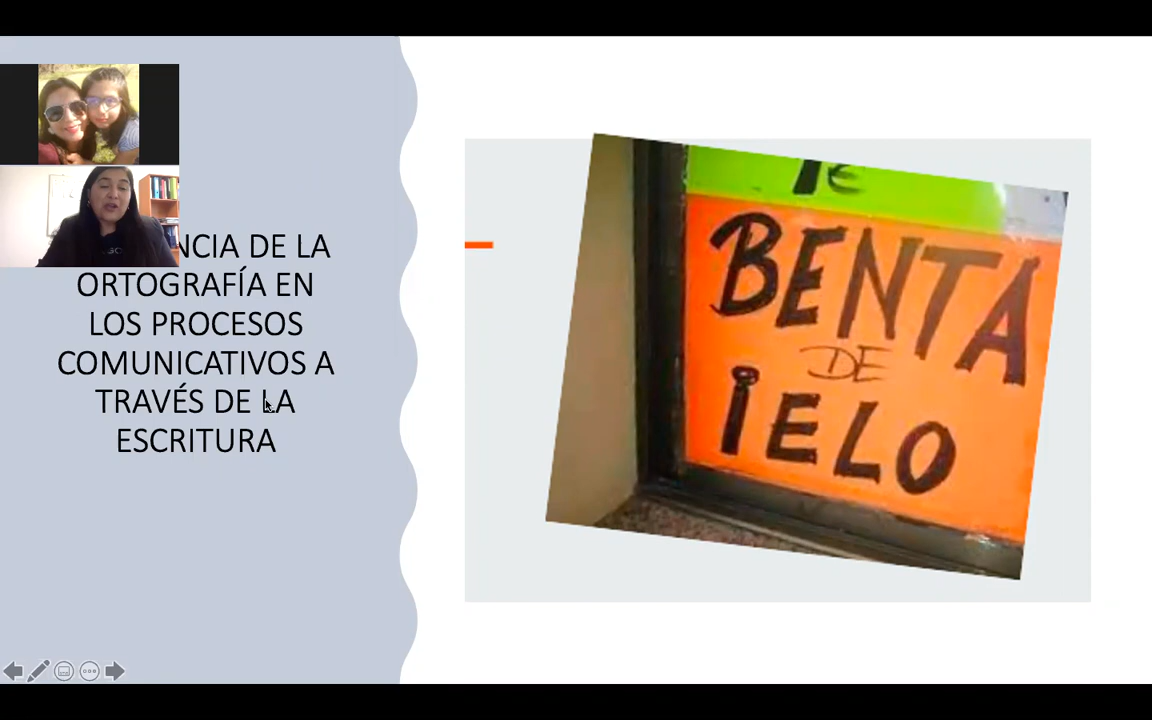 NCIA DE LA
ORTOGRAFÍA EN
LOS PROCESOS
COMUNICATIVOS A
TRAVÉS DE LA
ESCRITURA
BENTA
DE
iELO